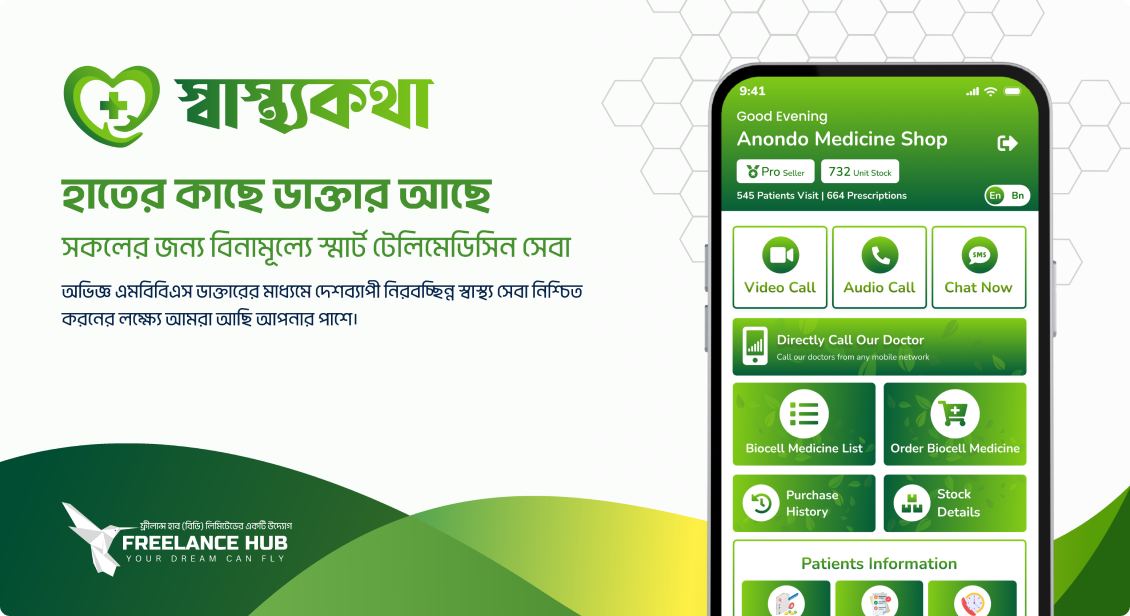 স্বাস্থ্যকথা
হাতের কাছে ডাক্তার আছে
সকলের জন্য বিনামূল্যে স্মার্ট টেলিমেডিসিন সেবা
অভিজ্ঞ এমবিবিএস ডাক্তারের মাধ্যমে দেশব্যাপী নিরবচ্ছিন্ন স্বাস্থ্য সেবা নিশ্চিত
করনের লক্ষ্যে আমরা আছি আপনার পাশে।
ফ্রীলান্স হাব (বিডি) লিমিটেডের একটি উদ্যোগ
FREELANCE HUB
YOUR DREAM CAN FLY
9:41
Good Evening
Anondo Medicine Shop
Pro Seller
732 Unit Stock
545 Patients Visit | 664 Prescriptions
En Bn
Video Call
Audio Call
SMS
Chat Now
Directly Call Our Doctor
Call our doctors from any mobile network
Biocell Medicine List
Order Biocell Medicine
Purchase
History
Stock
Details
Patients Information